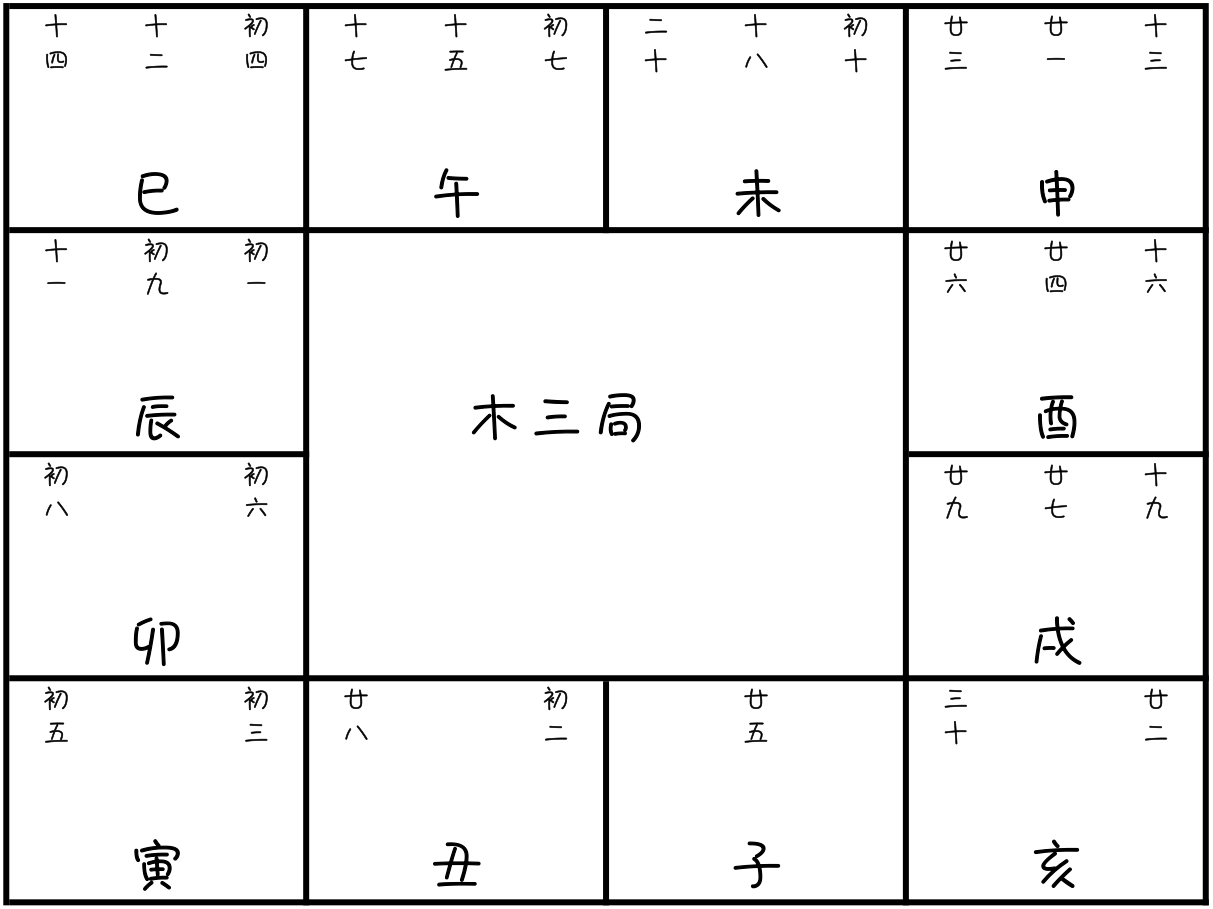 十四 十二 初四
巳
十七 十五 初七
午
二十 十八 初十
未
廿三 廿一 十三
申
十一 初九 初一
辰
木三局
廿六 廿四 十六
酉
初八 初六
卯
廿九 廿七 十九
戌
初五 初三
寅
廿八 初二
丑
廿五
子
三十 廿二
亥